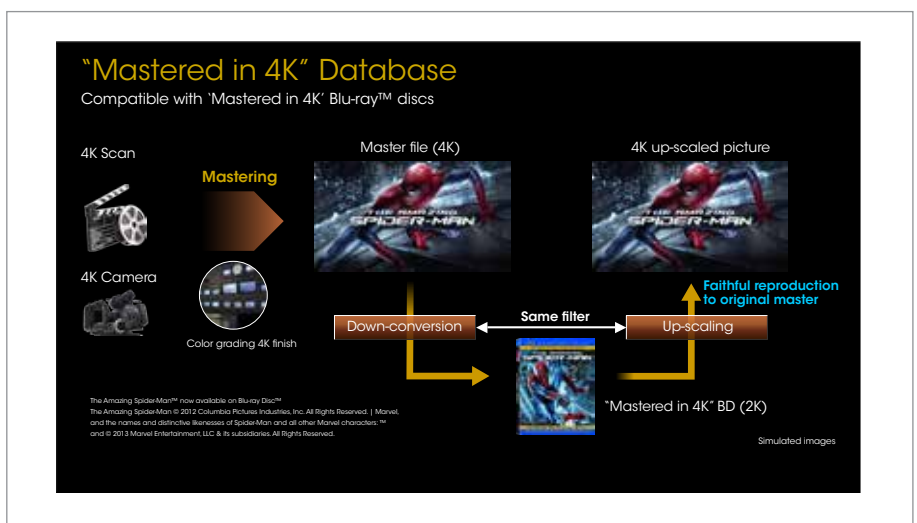 “Mastered in 4K” Database
Compatible with ‘Mastered in 4K’ Blu-ray™ discs
4K Scan
Mastering
4K Camera
Color grading 4K finish
Master file (4K)
SPIDER-MAN
4K up-scaled picture
SPIDER-MAN
Faithful reproduction
to original master
Down-conversion
Same filter
Up-scaling
SPIDER-MAN
“Mastered in 4K” BD (2K)
The Amazing Spider-Man™ now available on Blu-ray Disc™
The Amazing Spider-Man © 2012 Columbia Pictures Industries, Inc. All Rights Reserved. | Marvel,
and the names and distinctive likenesses of Spider-Man and all other Marvel characters: ™
and © 2013 Marvel Entertainment, LLC & its subsidiaries. All Rights Reserved.
Simulated images